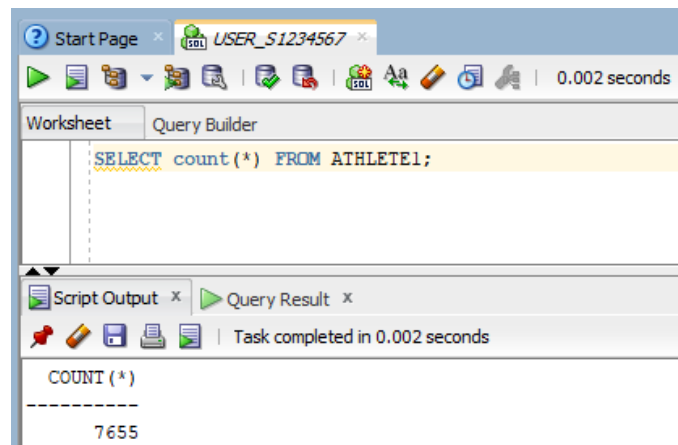 Start Page × USER_S1234567 ×
0.002 seconds
Worksheet Query Builder
SELECT count(*) FROM ATHLETE1;
Script Output x Query Result x
Task completed in 0.002 seconds
COUNT(*)
----------
7655